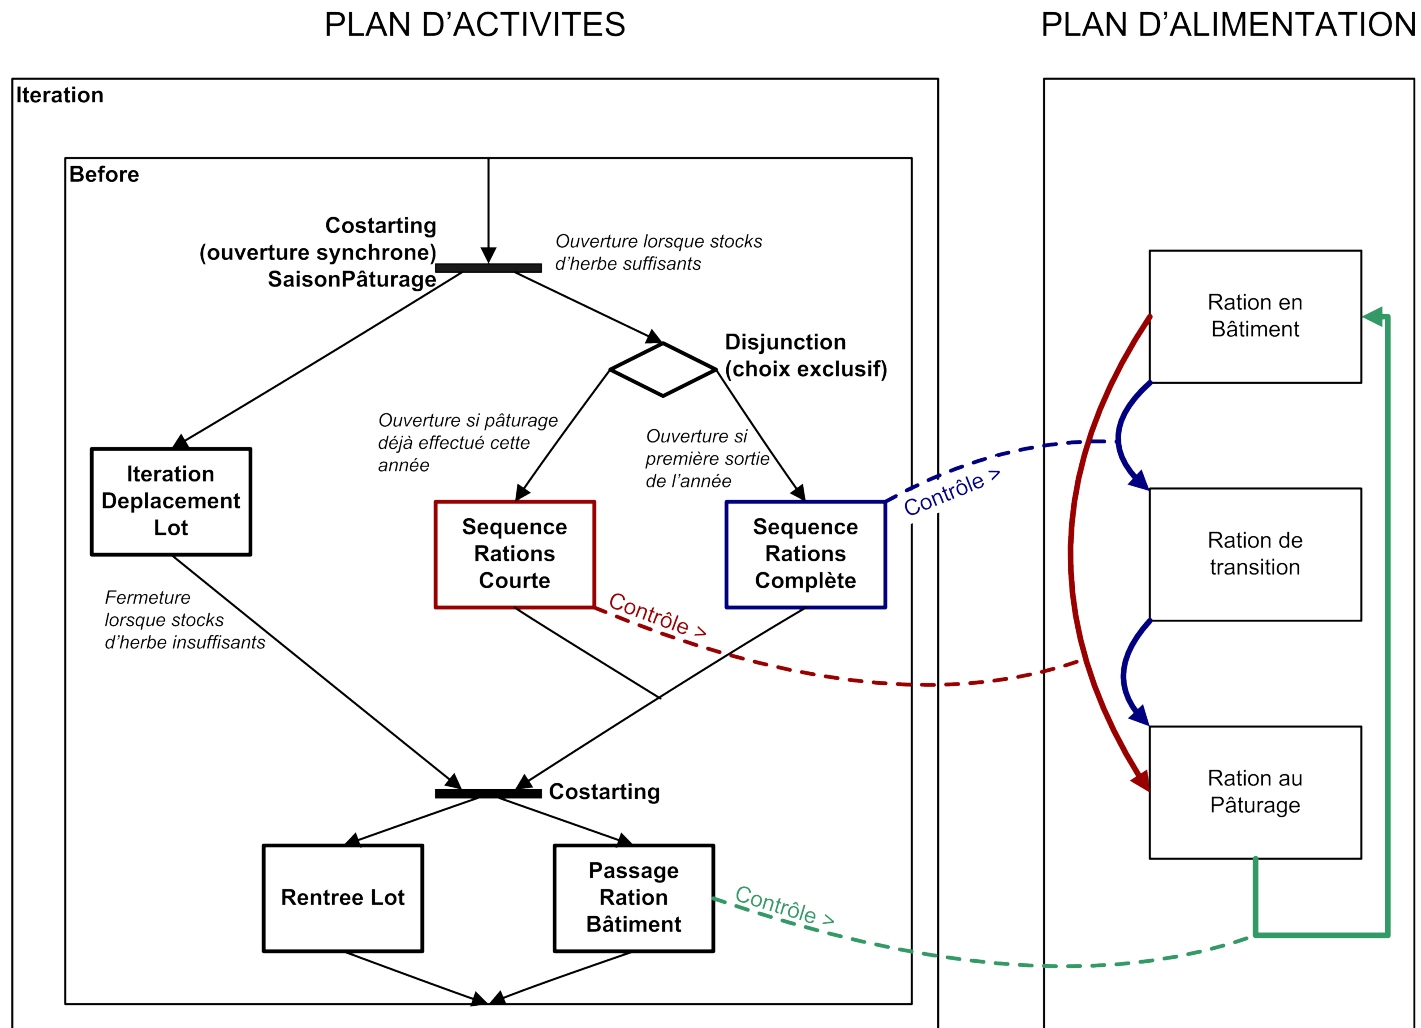 PLAN D’ACTIVITES
PLAN D’ALIMENTATION
Iteration
Before
Costarting
(ouverture synchrone)
SaisonPâturage
Ouverture lorsque stocks
d’herbe suffisants
Disjunction
(choix exclusif)
Ouverture si pâturage
déjà effectué cette
année
Ouverture si
première sortie
de l’année
Iteration
Deplacement
Lot
Sequence
Rations
Courte
Sequence
Rations
Complète
Contrôle >
Contrôle >
Fermeture
lorsque stocks
d’herbe insuffisants
Costarting
Rentree Lot
Passage
Ration
Bâtiment
Contrôle >
Ration en
Bâtiment
Ration de
transition
Ration au
Pâturage